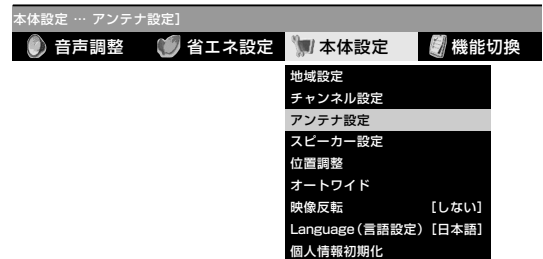 本体設定 … アンテナ設定]
音声調整 省エネ設定 本体設定 機能切換
地域設定
チャンネル設定
アンテナ設定
スピーカー設定
位置調整
オートワイド
映像反転 [しない]
Language(言語設定) [日本語]
個人情報初期化